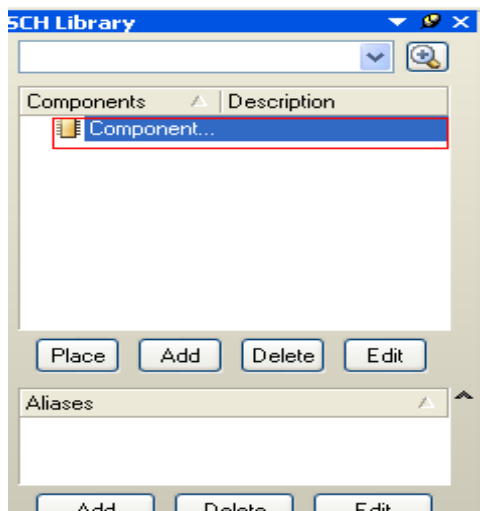 SCH Library
Components Description
Component...
Place Add Delete Edit
Aliases
Add Delete Edit